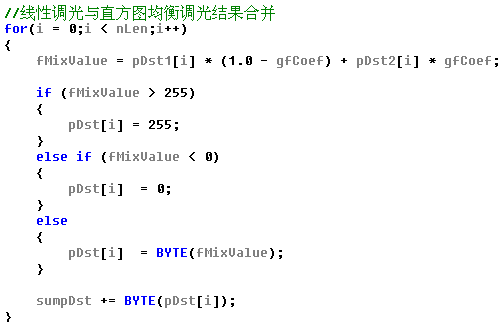 //线性调光与直方图均衡调光结果合并
for(i = 0;i < nLen;i++)
{
    fMixValue = pDst1[i] * (1.0 - gfCoef) + pDst2[i] * gfCoef;
    if (fMixValue > 255)
    {
        pDst[i] = 255;
    }
    else if (fMixValue < 0)
    {
        pDst[i]  = 0;
    }
    else
    {
        pDst[i]  = BYTE(fMixValue);
    }
    sumpDst += BYTE(pDst[i]);
}